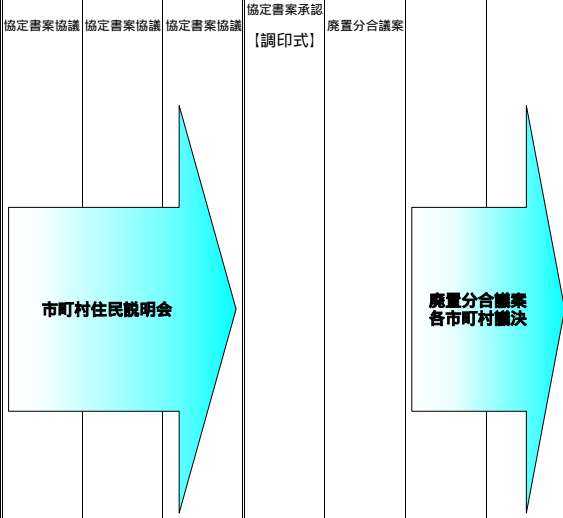 協定書案協議
協定書案協議
協定書案協議
協定書案承認
【調印式】
廃置分合議案
市町村住民説明会
廃置分合議案
各市町村議決